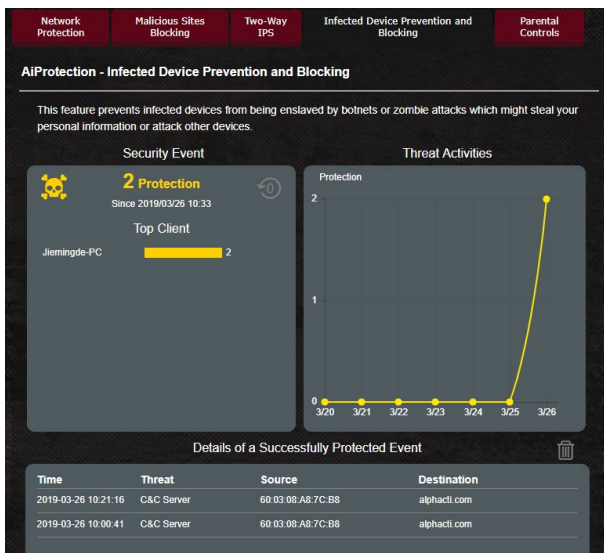 Network Protection
Malicious Sites Blocking
Two-Way IPS
Infected Device Prevention and Blocking
Parental Controls
AiProtection - Infected Device Prevention and Blocking
This feature prevents infected devices from being enslaved by botnets or zombie attacks which might steal your
personal information or attack other devices.
Security Event
2 Protection
0
Since 2019/03/26 10:33
Top Client
Jiemingde-PC 2
Threat Activities
Protection
2
1
0
3/20 3/21 3/22 3/23 3/24 3/25 3/26
Details of a Successfully Protected Event
Time Threat Source Destination
2019-03-26 10:21:16 C&C Server 60:03:08:A8:7C:B8 alphacti.com
2019-03-26 10:00:41 C&C Server 60:03:08:A8:7C:B8 alphacti.com